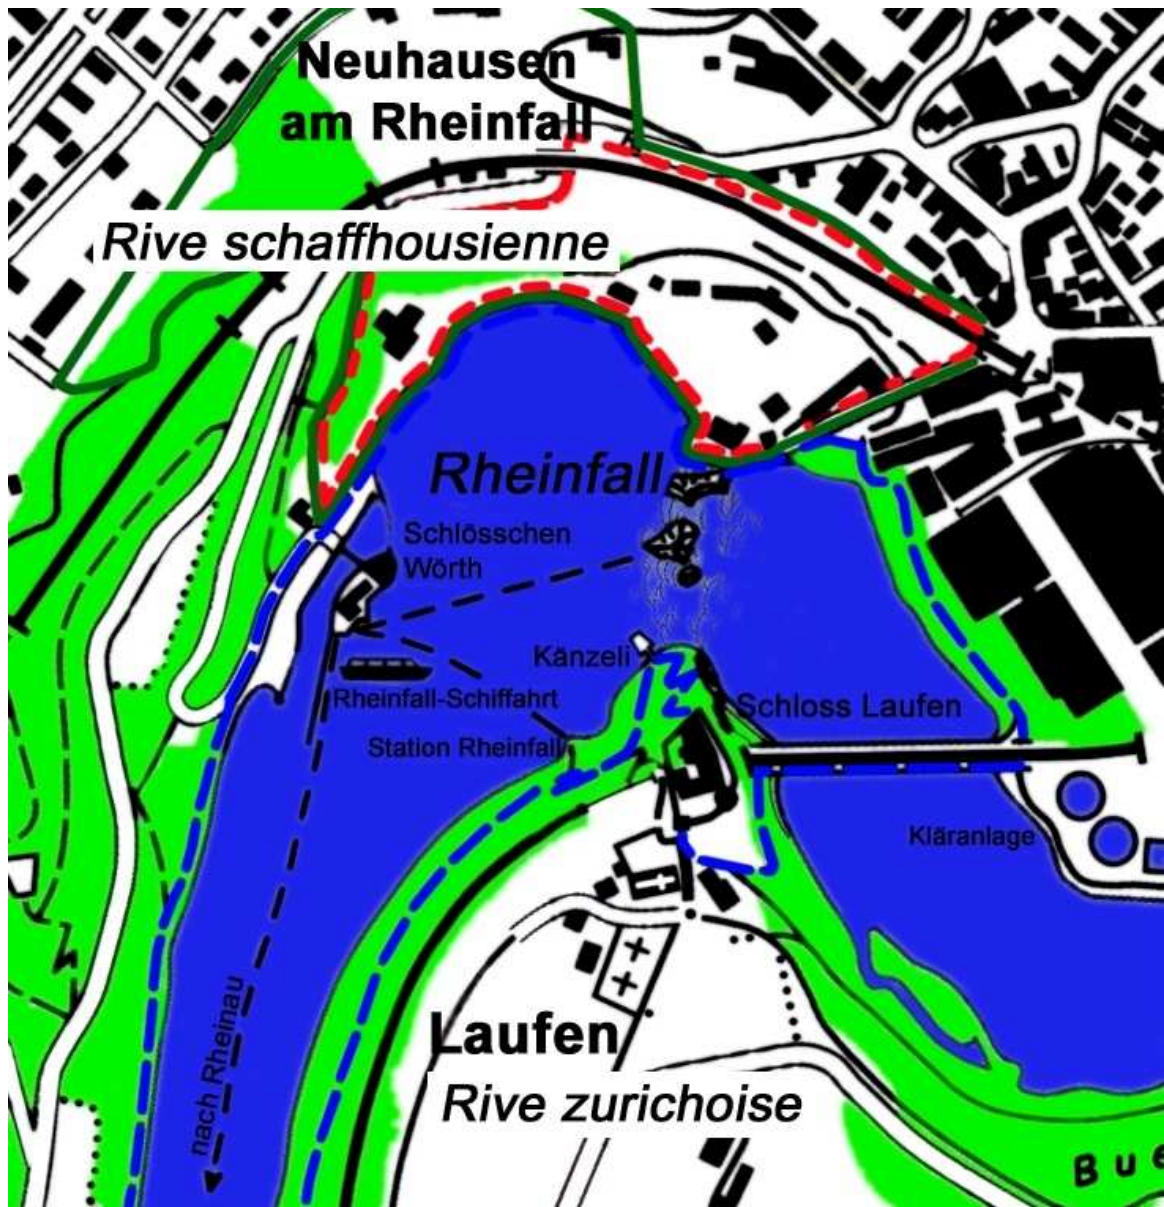 Neuhausen
am Rheinfall
Rive schaffhousienne
Rheinfall
Schlösschen
Wörth
Känzeli
Rheinfall-Schiffahrt
Schloss Laufen
Station Rheinfall
Kläranlage
nach Rheinau
Laufen
Rive zurichoise
Bue